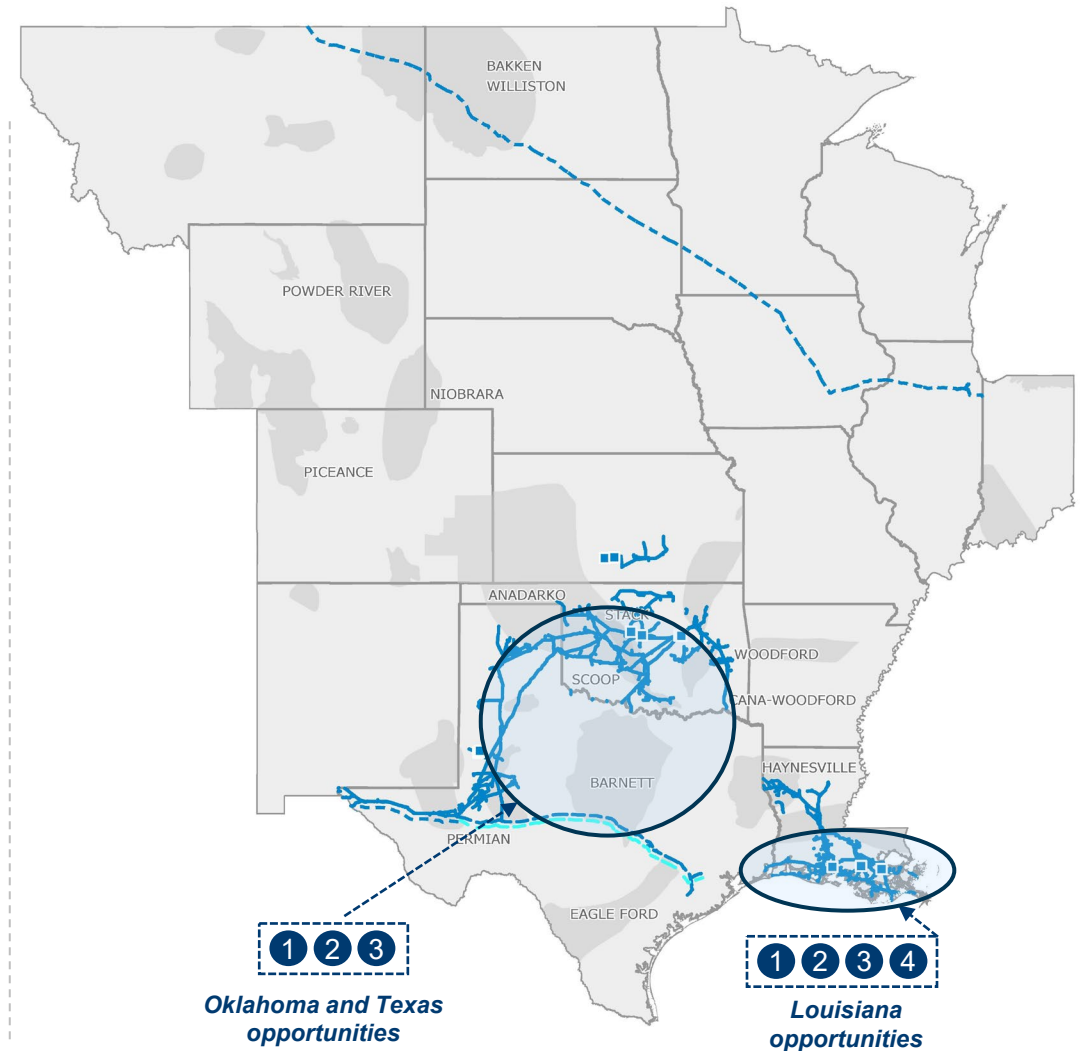 BAKKEN
WILLISTON
POWDER RIVER
NIOBRARA
PICEANCE
ANADARKO
STACK
WOODFORD
SCOOP
CANA-WOODFORD
HAYNESVILLE
BARNETT
PERMIAN
EAGLE FORD
1 2 3
1 2 3 4
Oklahoma and Texas
opportunities
Louisiana
opportunities